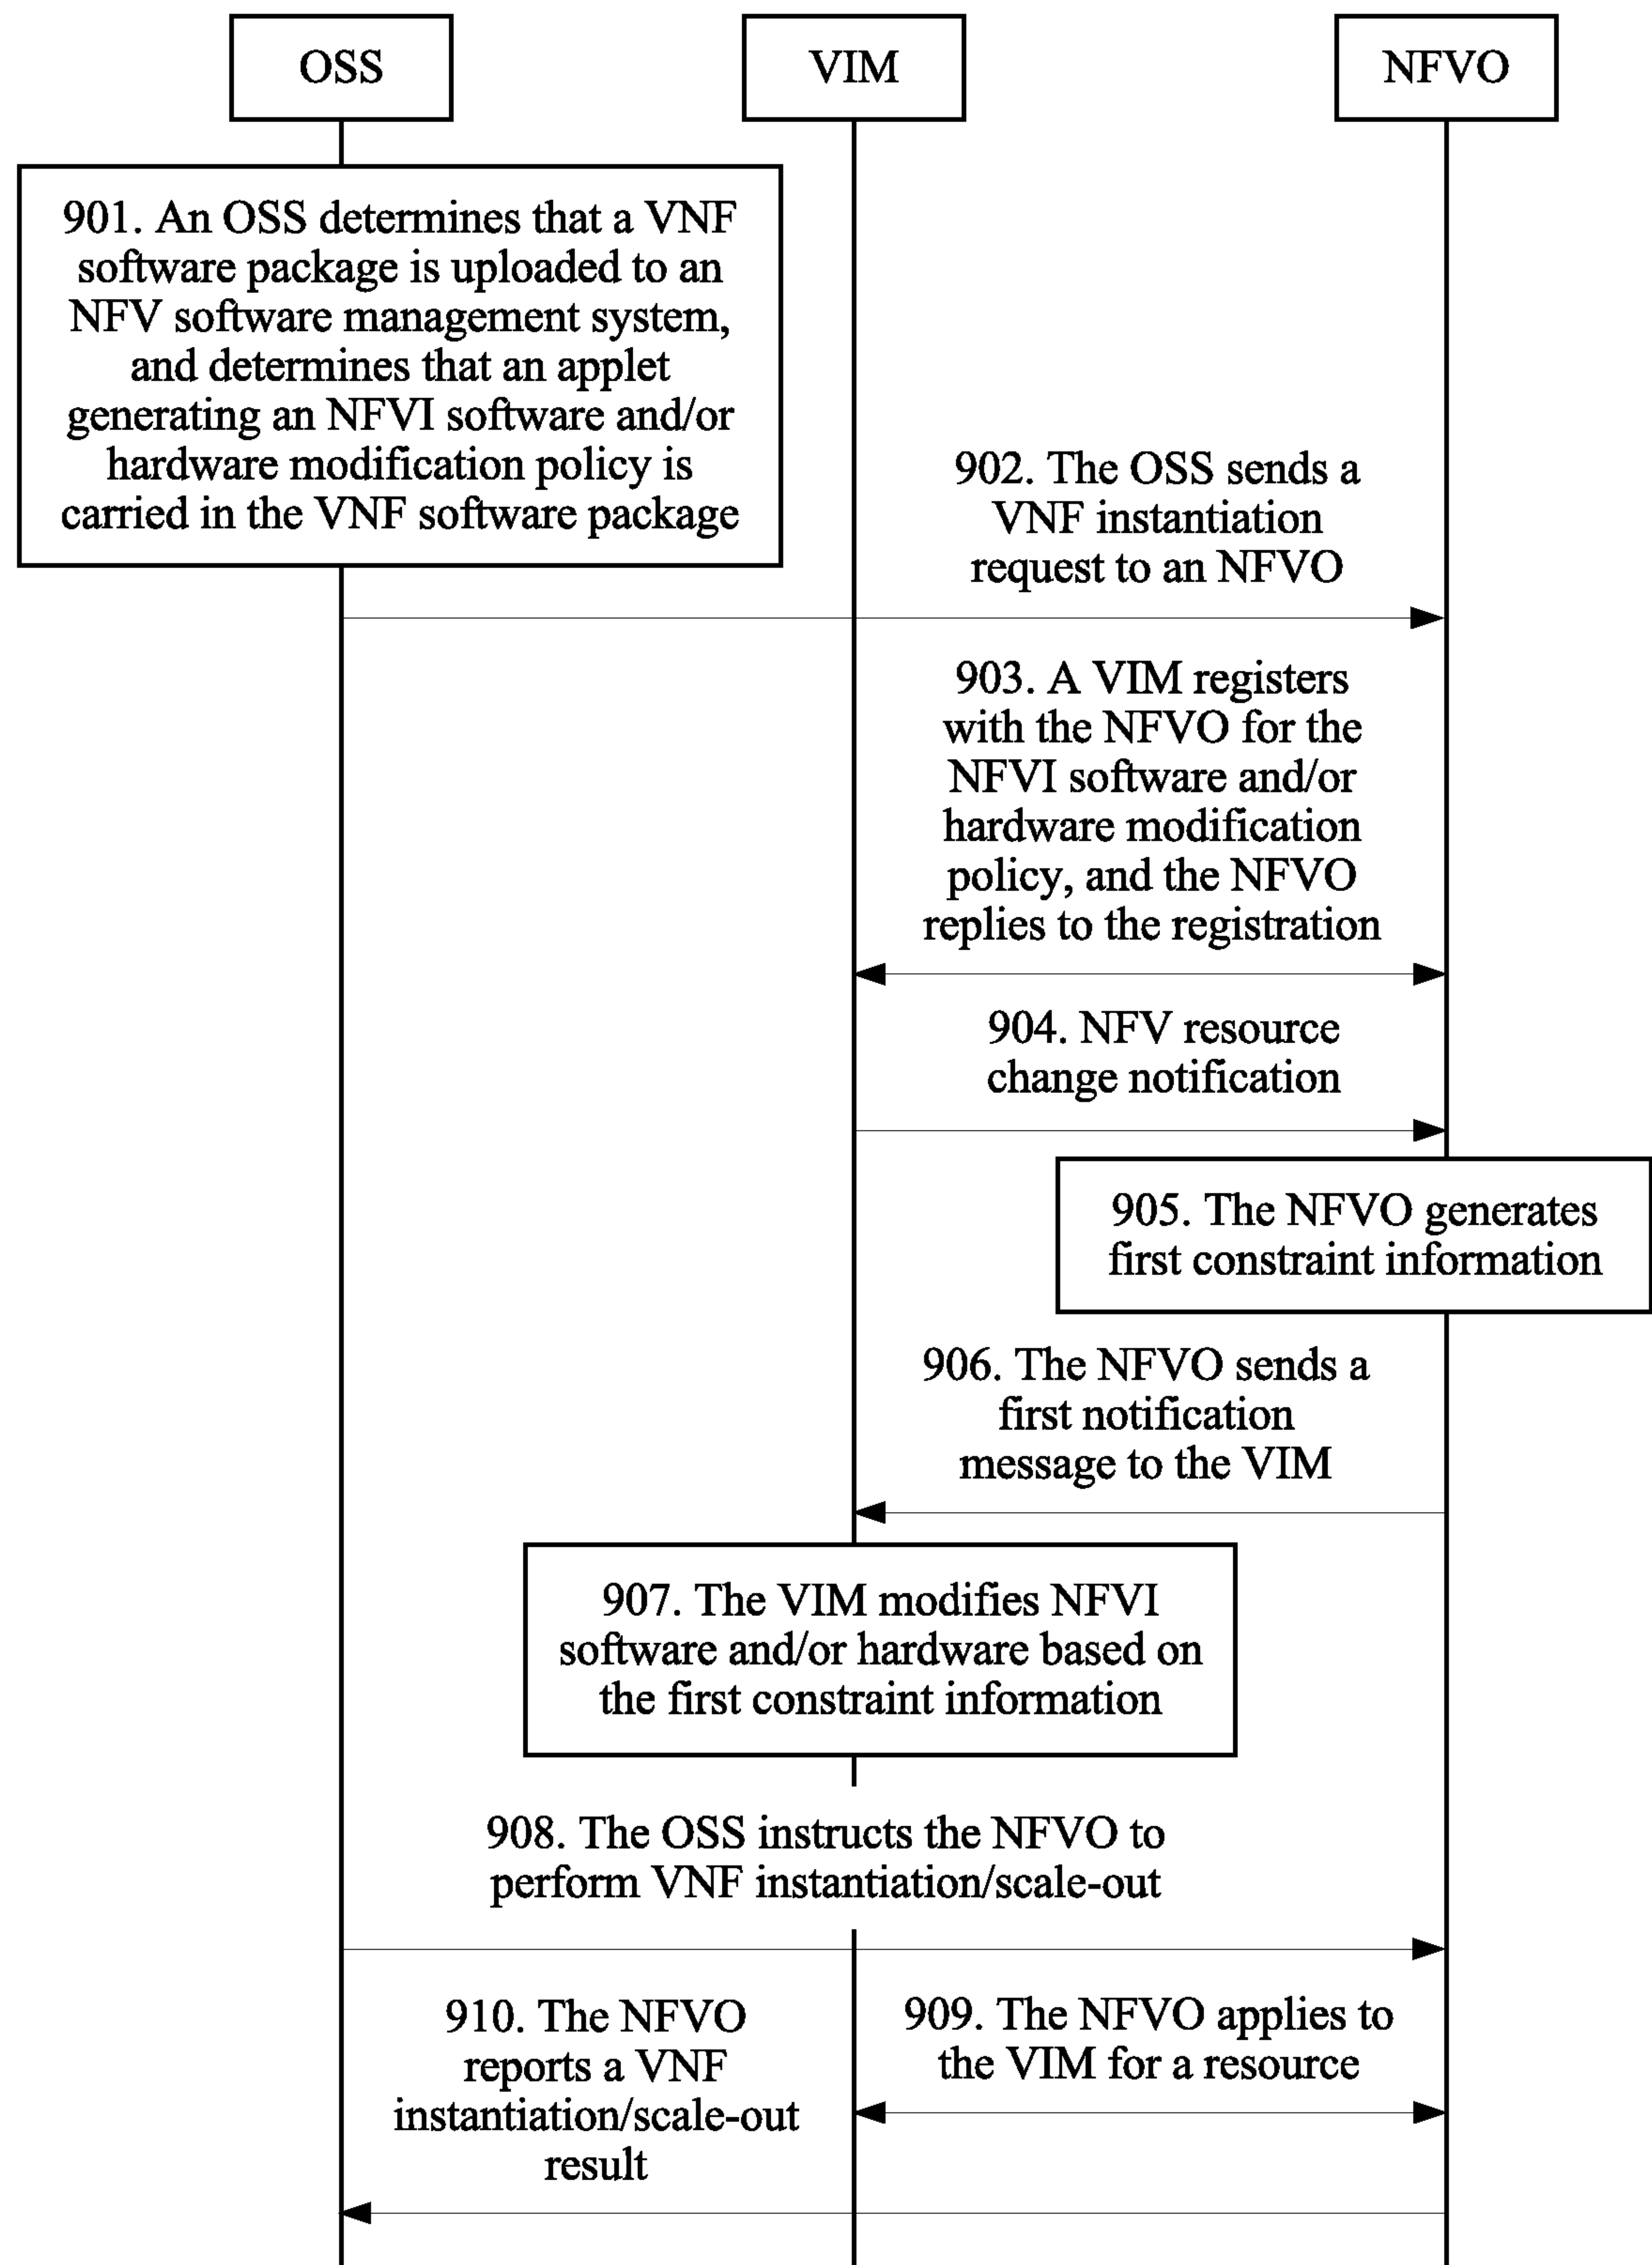 OSS
VIM
NFVO
901. An OSS determines that a VNF
software package is uploaded to an
NFV software management system,
and determines that an applet
generating an NFVI software and/or
hardware modification policy is
carried in the VNF software package
902. The OSS sends a
VNF instantiation
request to an NFVO
903. A VIM registers
with the NFVO for the
NFVI software and/or
hardware modification
policy, and the NFVO
replies to the registration
904. NFV resource
change notification
905. The NFVO generates
first constraint information
906. The NFVO sends a
first notification
message to the VIM
907. The VIM modifies NFVI
software and/or hardware based on
the first constraint information
908. The OSS instructs the NFVO to
perform VNF instantiation/scale-out
909. The NFVO applies to
the VIM for a resource
910. The NFVO
reports a VNF
instantiation/scale-out
result